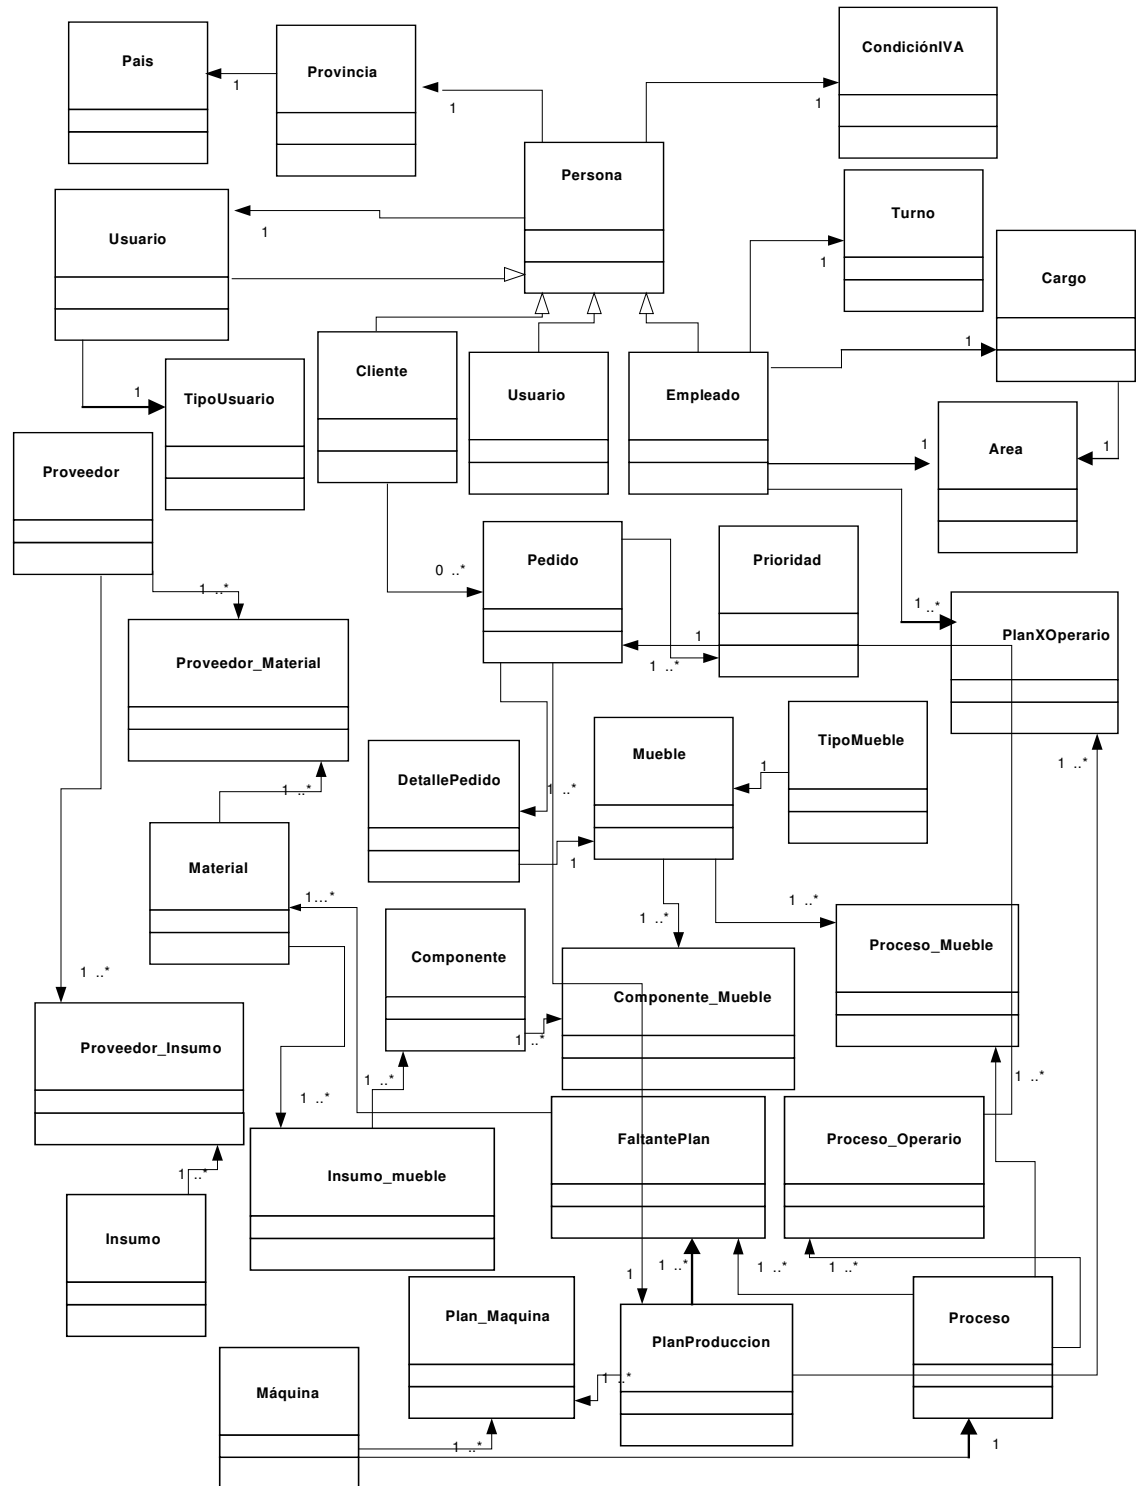 CondiciónIVA
Pais
Provincia
1
1
1
Persona
Turno
Usuario
1
1
Cargo
1
Cliente
TipoUsuario
1
Usuario
Empleado
1
1
Area
Proveedor
Pedido
Prioridad
0 ..*
1 ..*
1 ..*
1
PlanXOperario
Proveedor_Material
1 ..*
Mueble
TipoMueble
1
1 ..*
DetallePedido
1 ..*
1 ..*
1
Material
1...*
1 ..*
1 ..*
Proceso_Mueble
Componente
1 ..*
Componente_Mueble
Proveedor_Insumo
1 ..*
1 ..*
1 ..*
1 ..*
FaltantePlan
Proceso_Operario
1 ..*
Insumo_mueble
Insumo
1 ..*
1 ..*
1 ..*
1
Plan_Maquina
Proceso
PlanProduccion
1 ..*
Máquina
1 ..*
1